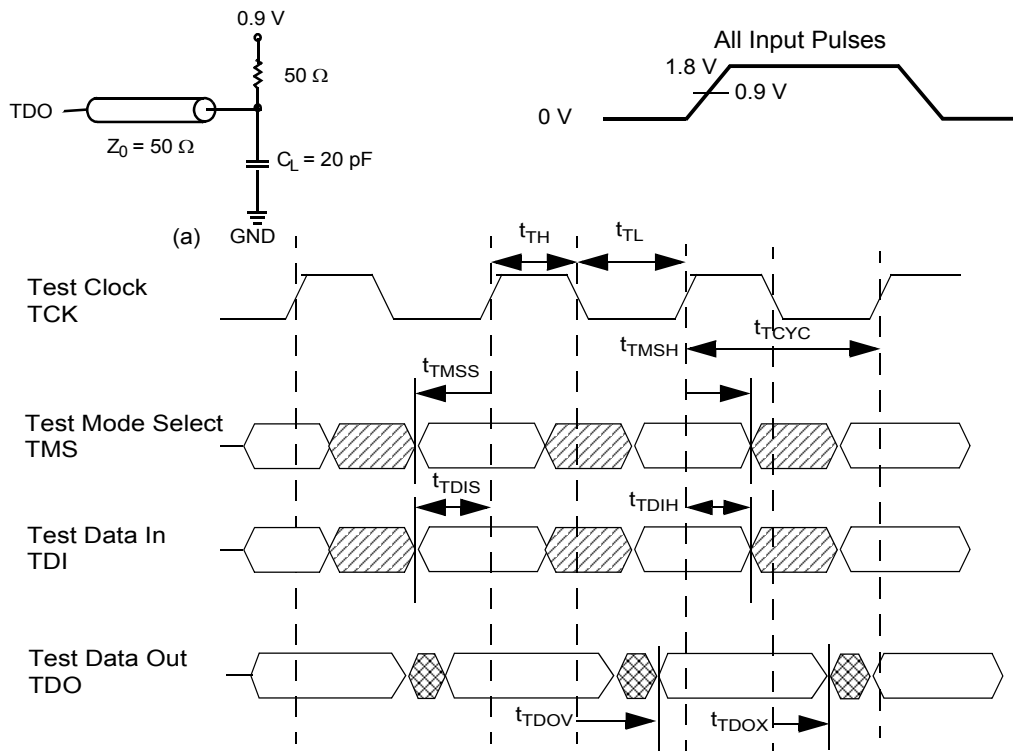 0.9 V
50 Ω
TDO
Z0 = 50 Ω
CL = 20 pF
(a)
GND
All Input Pulses
1.8 V
0.9 V
0 V
tTH
tTL
Test Clock
TCK
tTMSH
tTCYC
tTMSS
Test Mode Select
TMS
tTDIS
tTDIH
Test Data In
TDI
Test Data Out
TDO
tTDOV
tTDOX